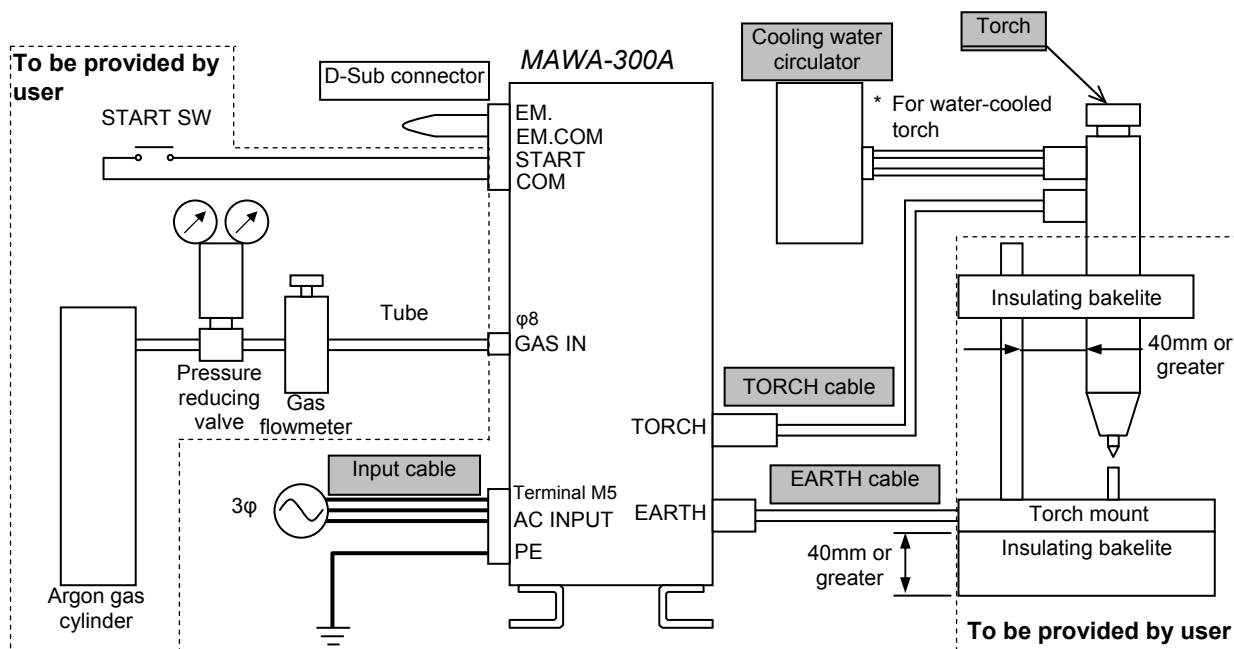 To be provided by
user
START SW
D-Sub connector
MAWA-300A
Cooling water
circulator
Torch
* For water-cooled
torch
EM.
EM.COM
START
COM
Insulating bakelite
40mm or
greater
Tube
φ8
GAS IN
Pressure
reducing
valve
Gas
flowmeter
TORCH cable
TORCH
Input cable
3φ
Terminal M5
AC INPUT
PE
EARTH
EARTH cable
Torch mount
Insulating bakelite
40mm or
greater
Argon gas
cylinder
To be provided by user